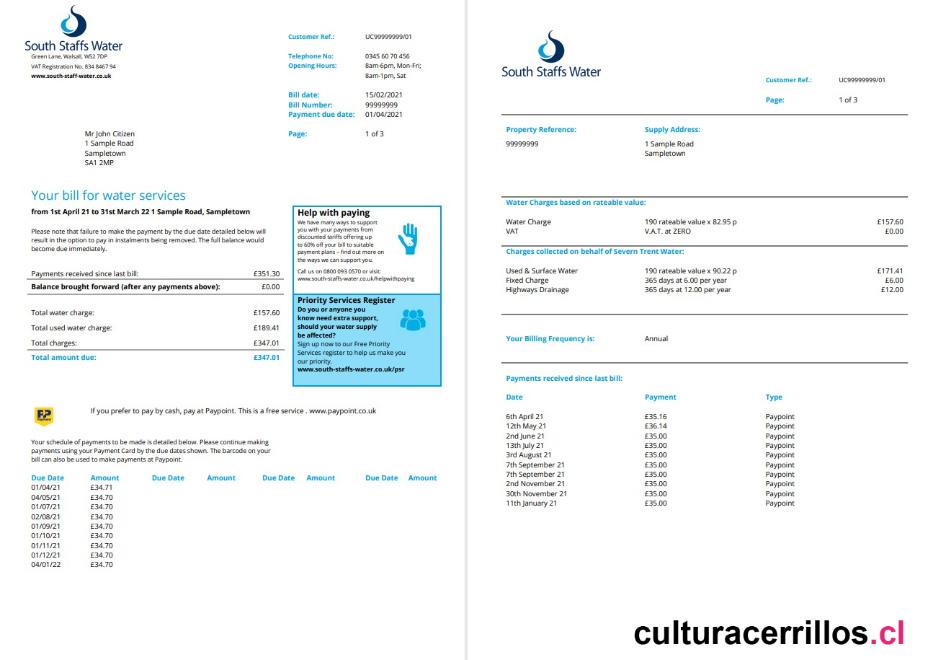 South Staffs Water
Green Lane, Walsall, WS2 7DP
VAT Registration No. 834 8467 94
www.south-staff-water.co.uk
Customer Ref.: UC99999999/01
Telephone No: 0345 60 70 456
Opening Hours: 8am-6pm, Mon-Fri;
8am-1pm, Sat
Bill date: 15/02/2021
Bill Number: 99999999
Payment due date: 01/04/2021
Page: 1 of 3
Mr John Citizen
1 Sample Road
Sampletown
SA1 2MP
Your bill for water services
from 1st April 21 to 31st March 22 1 Sample Road, Sampletown
Please note that failure to make the payment by the due date detailed below will
result in the option to pay in instalments being removed. The full balance would
become due immediately.
Payments received since last bill: £351.30
Balance brought forward (after any payments above): £0.00
Total water charge: £157.60
Total used water charge: £189.41
Total charges: £347.01
Total amount due: £347.01
Help with paying
We have many ways to support
you with your payments from
discounted tariffs offering up
to 60% off your bill to suitable
payment plans – find out more on
the ways we can support you.
Call us on 0800 093 0570 or visit:
www.south-staffs-water.co.uk/helpwithpaying
Priority Services Register
Do you or anyone you
know need extra support,
should your water supply
be affected?
Sign up now to our Free Priority
Services register to help us make you
our priority.
www.south-staffs-water.co.uk/psr
If you prefer to pay by cash, pay at Paypoint. This is a free service . www.paypoint.co.uk
Your schedule of payments to be made is detailed below. Please continue making
payments using your Payment Card by the due dates shown. The barcode on your
bill can also be used to make payments at Paypoint.
Due Date Amount Due Date Amount Due Date Amount Due Date Amount
01/04/21 £34.71
04/05/21 £34.70
01/07/21 £34.70
02/08/21 £34.70
01/09/21 £34.70
01/10/21 £34.70
01/11/21 £34.70
01/12/21 £34.70
04/01/22 £34.70
South Staffs Water
Customer Ref.: UC99999999/01
Page: 1 of 3
Property Reference: Supply Address:
99999999 1 Sample Road
Sampletown
Water Charges based on rateable value:
Water Charge 190 rateable value x 82.95 p £157.60
VAT V.A.T. at ZERO £0.00
Charges collected on behalf of Severn Trent Water:
Used & Surface Water 190 rateable value x 90.22 p £171.41
Fixed Charge 365 days at 6.00 per year £6.00
Highways Drainage 365 days at 12.00 per year £12.00
Your Billing Frequency is: Annual
Payments received since last bill:
Date Payment Type
6th April 21 £35.16 Paypoint
12th May 21 £36.14 Paypoint
2nd June 21 £35.00 Paypoint
13th July 21 £35.00 Paypoint
3rd August 21 £35.00 Paypoint
7th September 21 £35.00 Paypoint
7th September 21 £35.00 Paypoint
2nd November 21 £35.00 Paypoint
30th November 21 £35.00 Paypoint
11th January 21 £35.00 Paypoint
culturacerrillos.cl